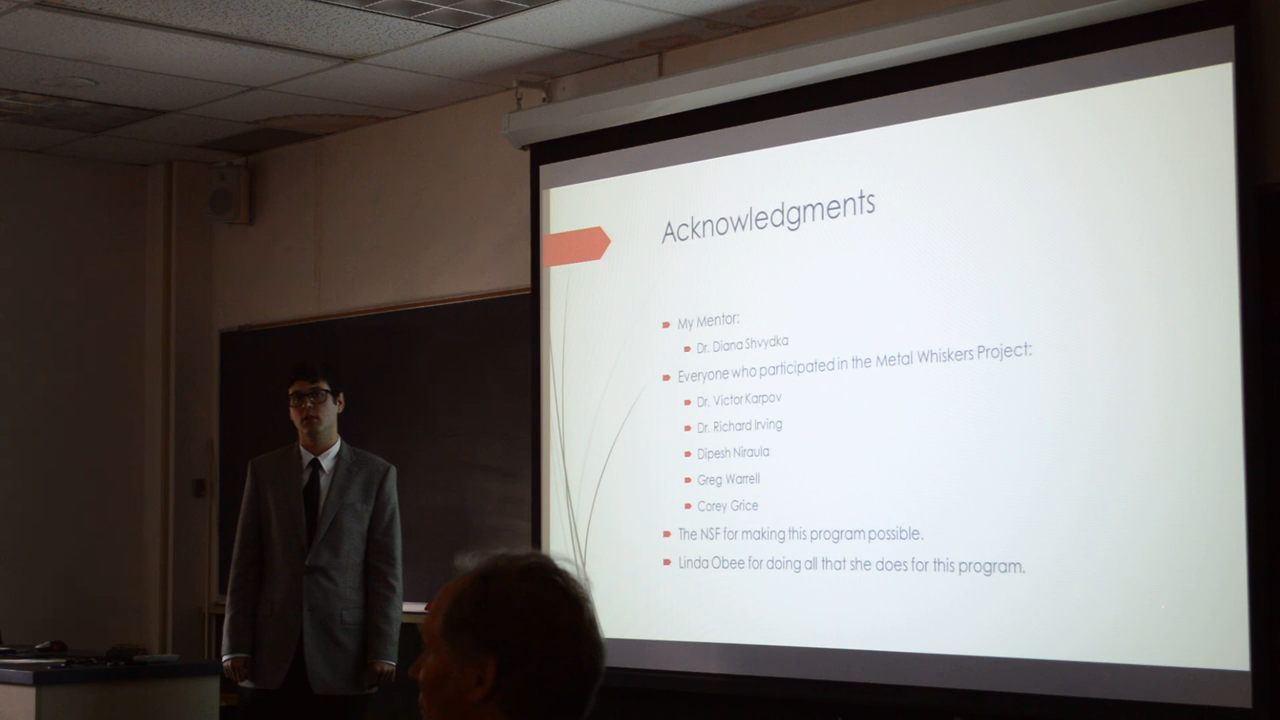 Acknowledgments
My Mentor:
Dr. Diana Shvydka
Everyone who participated in the Metal Whiskers Project:
Dr. Victor Karpov
Dr. Richard Irving
Dipesh Niraula
Greg Warrell
Corey Grice
The NSF for making this program possible.
Linda Obee for doing all that she does for this program.